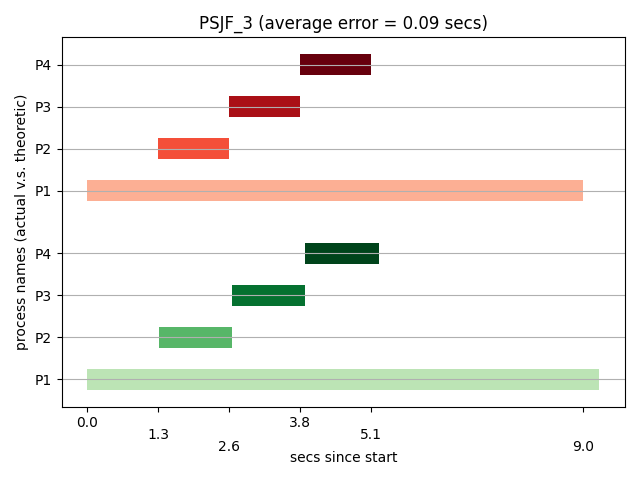 PSJF_3 (average error = 0.09 secs)
process names (actual v.s. theoretic)
P4
P3
P2
P1
P4
P3
P2
P1
0.0
1.3
2.6
3.8
5.1
9.0
secs since start